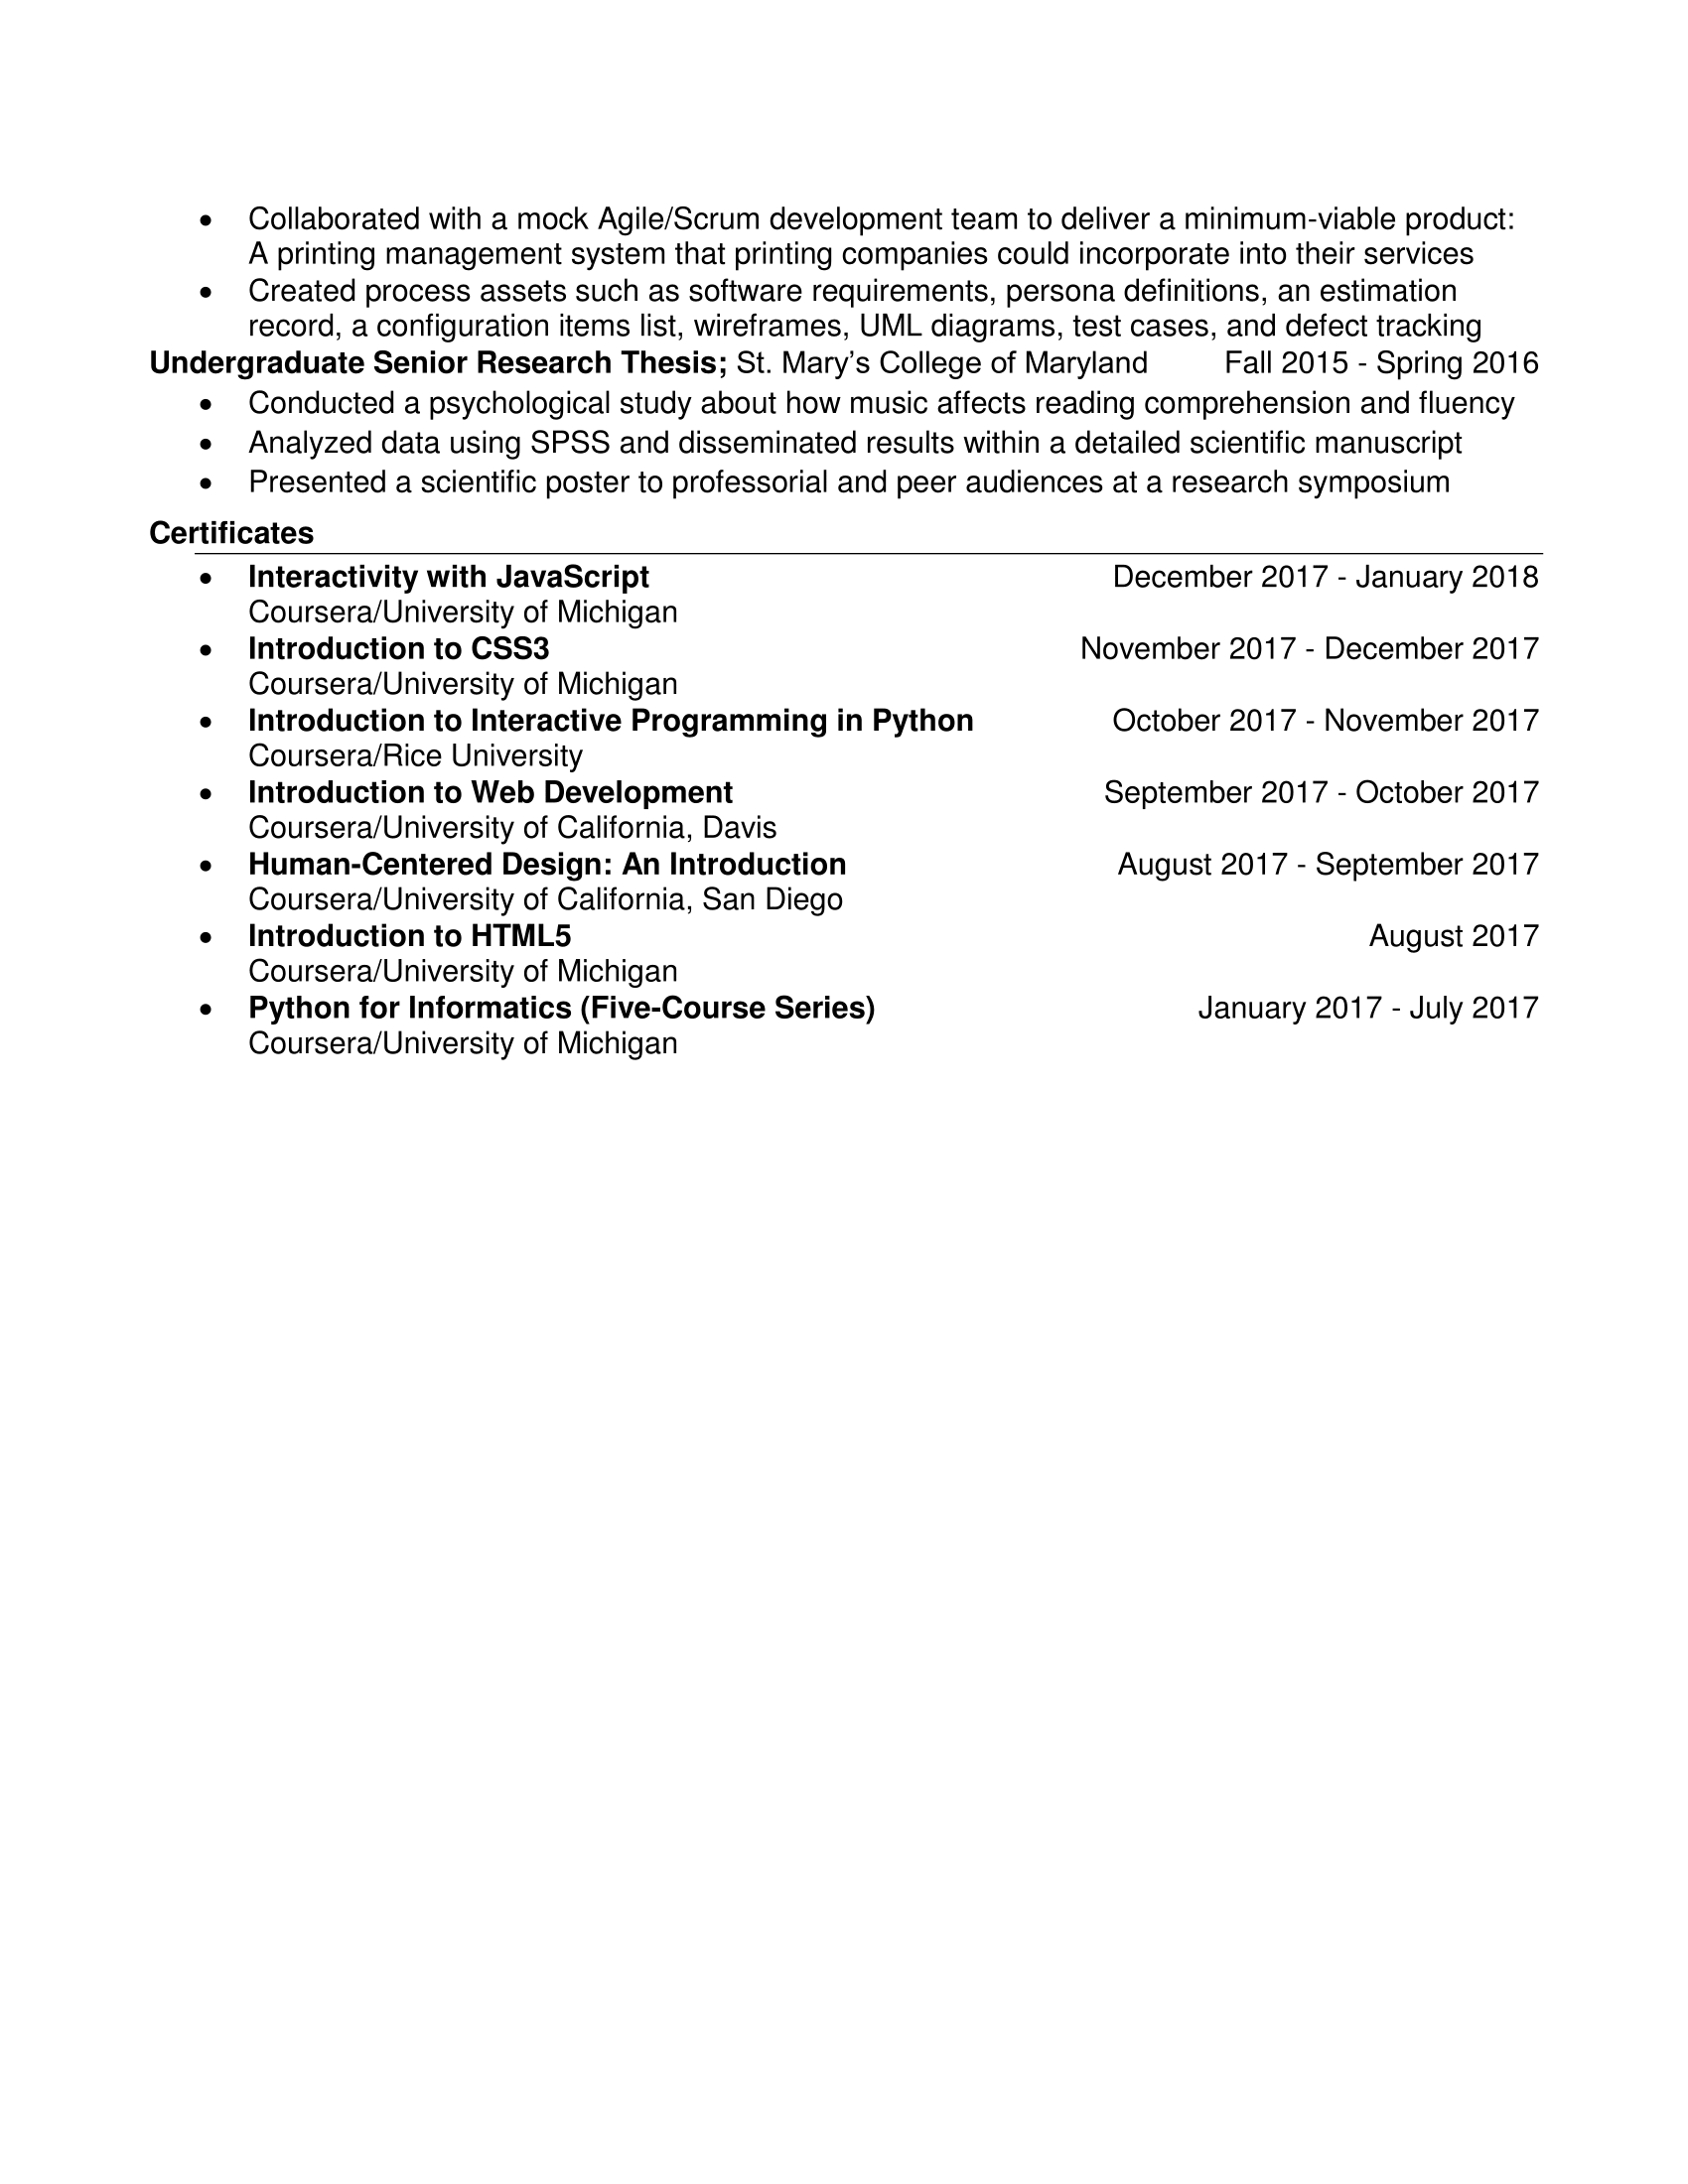 • Collaborated with a mock Agile/Scrum development team to deliver a minimum-viable product:
A printing management system that printing companies could incorporate into their services
• Created process assets such as software requirements, persona definitions, an estimation
record, a configuration items list, wireframes, UML diagrams, test cases, and defect tracking
Undergraduate Senior Research Thesis; St. Mary’s College of Maryland Fall 2015 - Spring 2016
• Conducted a psychological study about how music affects reading comprehension and fluency
• Analyzed data using SPSS and disseminated results within a detailed scientific manuscript
• Presented a scientific poster to professorial and peer audiences at a research symposium
Certificates
• Interactivity with JavaScript December 2017 - January 2018
Coursera/University of Michigan
• Introduction to CSS3 November 2017 - December 2017
Coursera/University of Michigan
• Introduction to Interactive Programming in Python October 2017 - November 2017
Coursera/Rice University
• Introduction to Web Development September 2017 - October 2017
Coursera/University of California, Davis
• Human-Centered Design: An Introduction August 2017 - September 2017
Coursera/University of California, San Diego
• Introduction to HTML5 August 2017
Coursera/University of Michigan
• Python for Informatics (Five-Course Series) January 2017 - July 2017
Coursera/University of Michigan